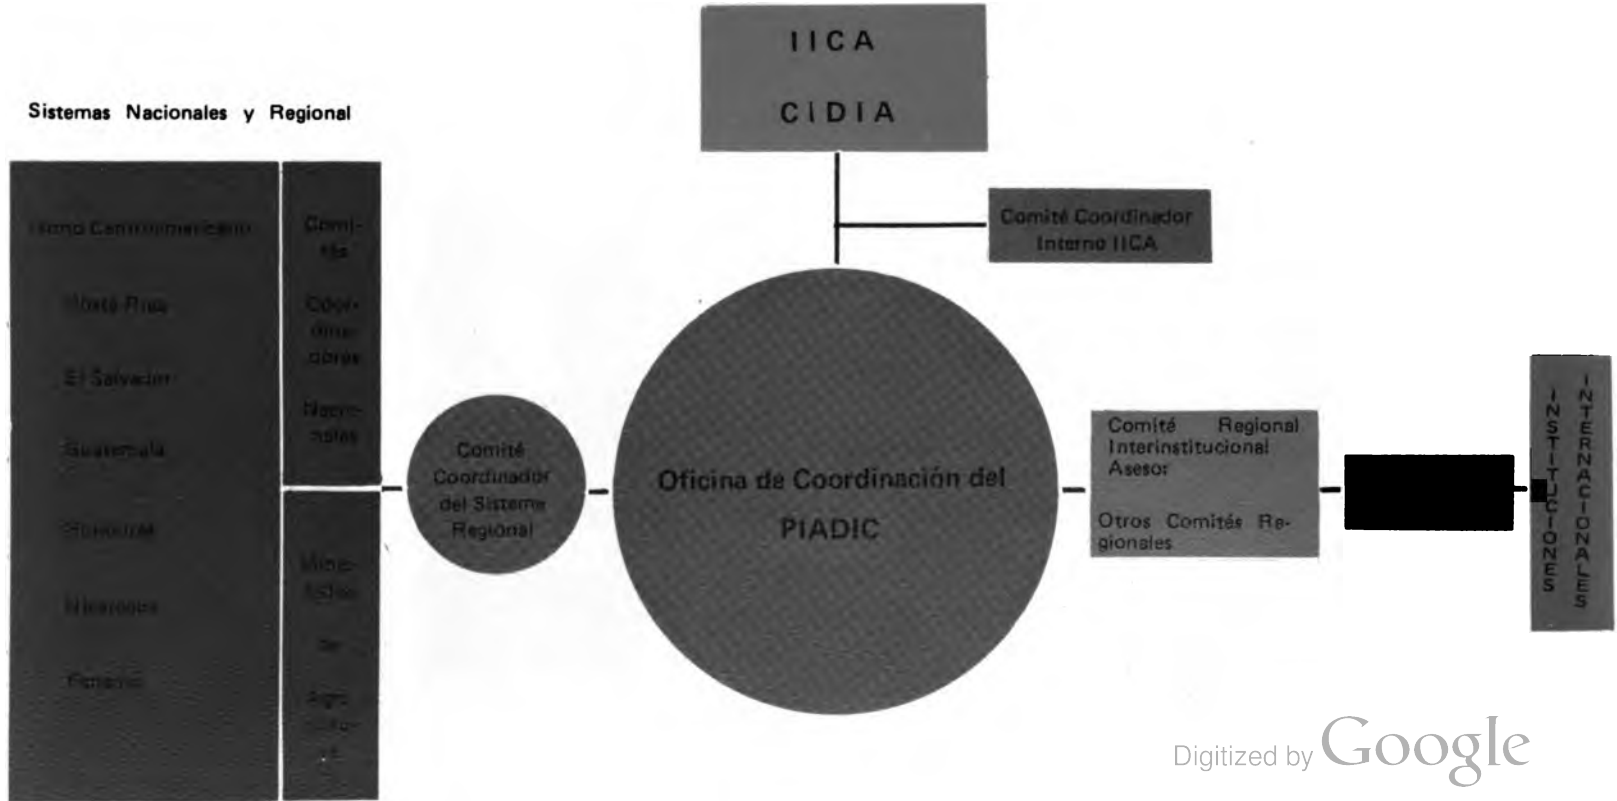 IICA
CIDIA
Sistemas Nacionales y Regional
Comité Coordinador
Interno IICA
Istmo Centroamericano
Costa Rica
El Salvador
Guatemala
Honduras
Nicaragua
Panamá
Comi-
tés
Coor-
dina-
dores
Nacio-
nales
Minis-
terios
de
Agri-
cultu-
ra
Comité
Coordinador
del Sistema
Regional
Oficina de Coordinación del
PIADIC
Comité Regional
Interinstitucional
Asesor
Otros Comités Re-
gionales
INSTITUCIONES
INTERNACIONALES
Digitized by Google